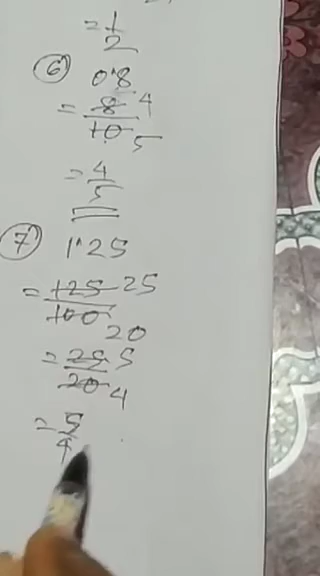 = 1/2
⑥ 0.8
= 8/10 4 5
= 4/5
⑦ 1.25
= 125/100 25 20
= 25/20 5 4
= 5/4